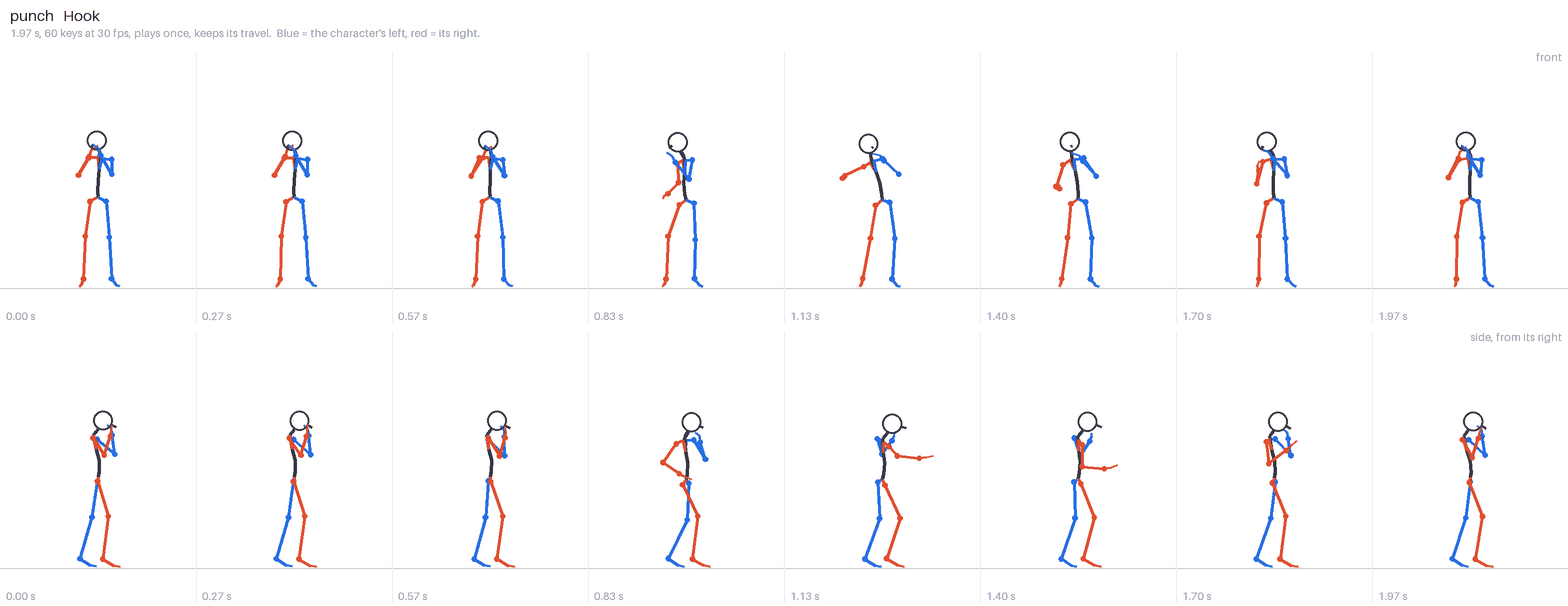 punch Hook
1.97 s, 60 keys at 30 fps, plays once, keeps its travel. Blue = the character's left, red = its right.
front
0.00 s 0.27 s 0.57 s 0.83 s 1.13 s 1.40 s 1.70 s 1.97 s
side, from its right
0.00 s 0.27 s 0.57 s 0.83 s 1.13 s 1.40 s 1.70 s 1.97 s